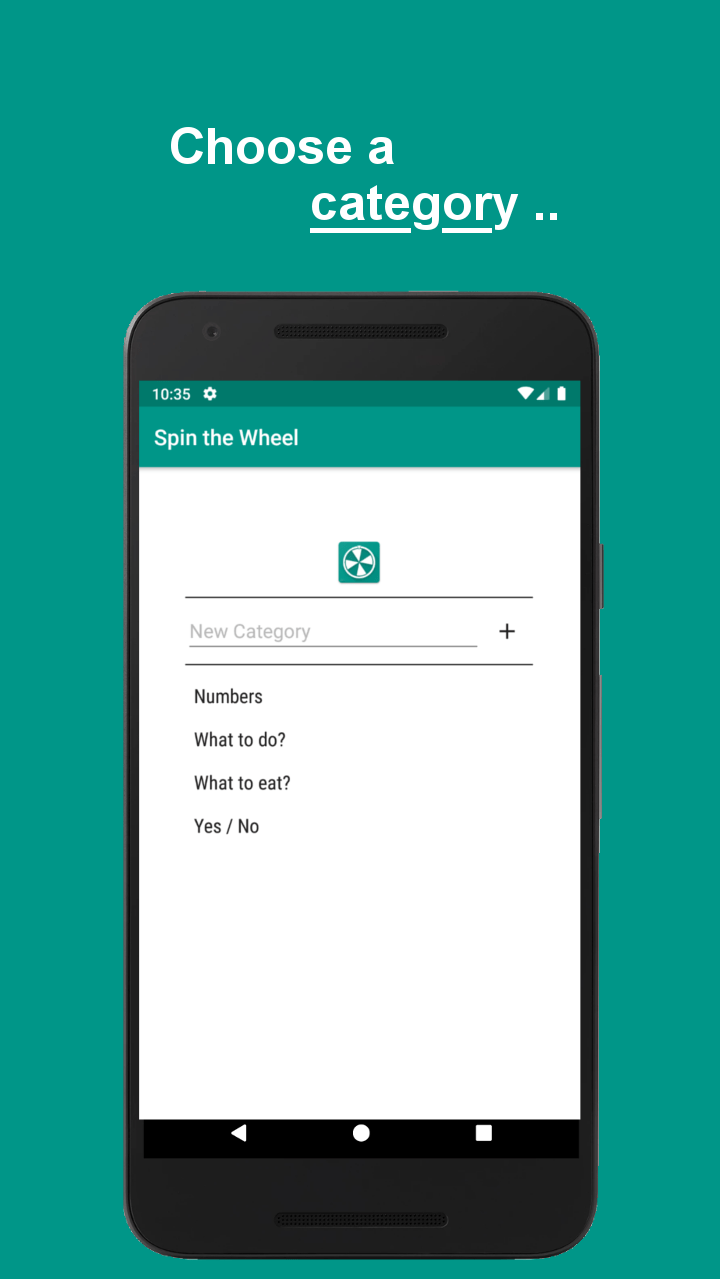 Choose a
category ..
10:35
Spin the Wheel
New Category
Numbers
What to do?
What to eat?
Yes / No